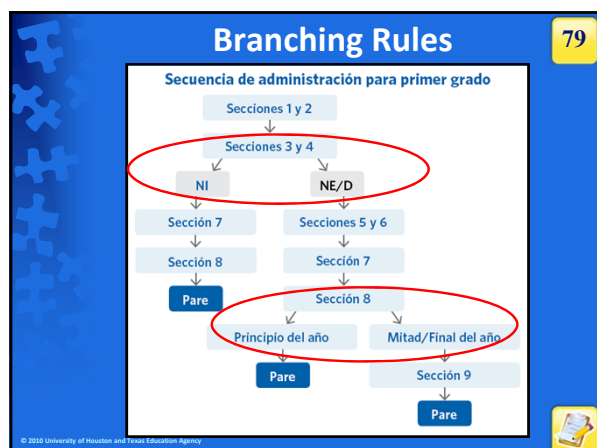 Branching Rules
79
Secuencia de administración para primer grado
Secciones 1 y 2
Secciones 3 y 4
NI NE/D
Sección 7 Secciones 5 y 6
Sección 8 Sección 7
Pare Sección 8
Principio del año Mitad/Final del año
Pare Sección 9
Pare
© 2010 University of Houston and Texas Education Agency